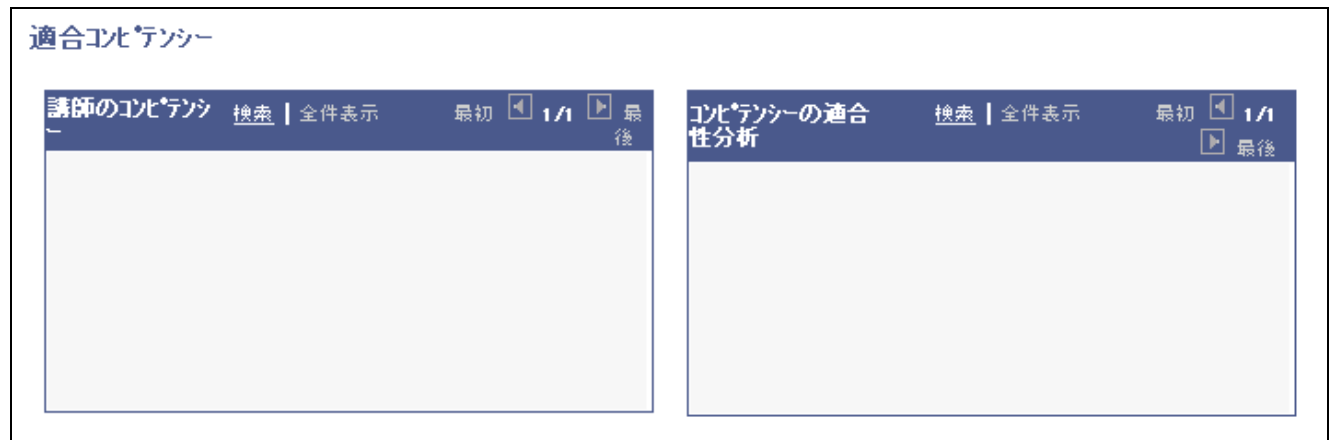 適合ｺﾝﾋﾟﾃﾝｼｰ
講師のｺﾝﾋﾟﾃﾝｼ 検索 | 全件表示 最初 1/1 最
ｰ 後
ｺﾝﾋﾟﾃﾝｼｰの適合 検索 | 全件表示 最初 1/1
性分析 最後